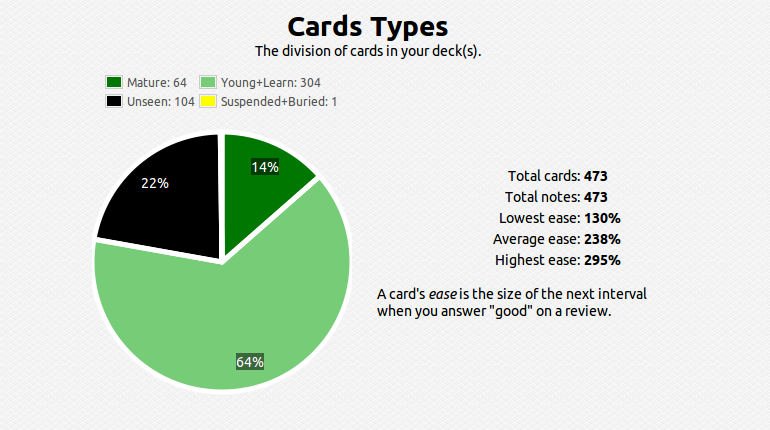 Cards Types
The division of cards in your deck(s).
Mature: 64 Young+Learn: 304
Unseen: 104 Suspended+Buried: 1
14%
22%
64%
Total cards: 473
Total notes: 473
Lowest ease: 130%
Average ease: 238%
Highest ease: 295%
A card's ease is the size of the next interval
when you answer "good" on a review.